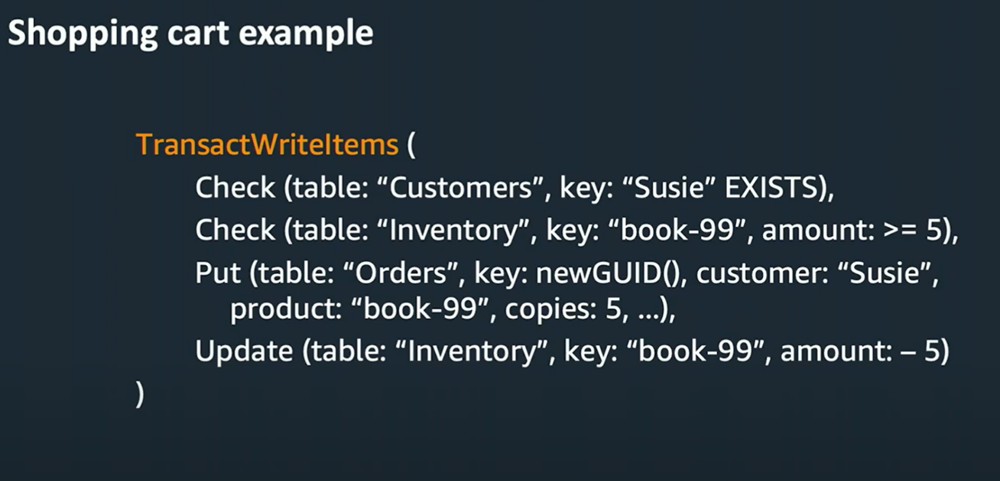 Shopping cart example
TransactWriteItems (
Check (table: “Customers”, key: “Susie” EXISTS),
Check (table: “Inventory”, key: “book-99”, amount: >= 5),
Put (table: “Orders”, key: newGUID(), customer: “Susie”,
product: “book-99”, copies: 5, ...),
Update (table: “Inventory”, key: “book-99”, amount: – 5)
)